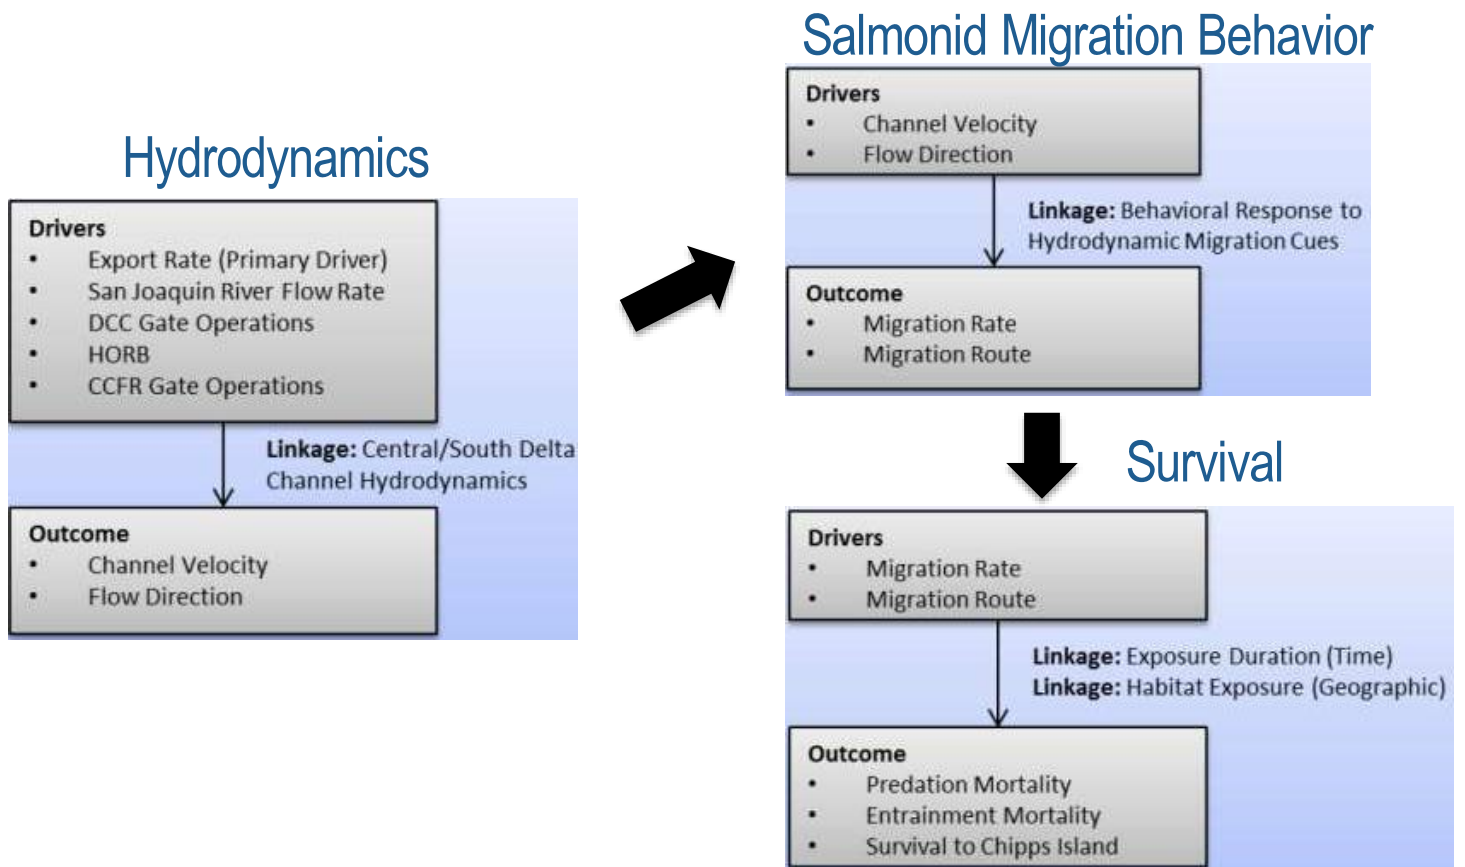 Hydrodynamics
Drivers
• Export Rate (Primary Driver)
• San Joaquin River Flow Rate
• DCC Gate Operations
• HORB
• CCFR Gate Operations
Linkage: Central/South Delta
Channel Hydrodynamics
Outcome
• Channel Velocity
• Flow Direction
Salmonid Migration Behavior
Drivers
• Channel Velocity
• Flow Direction
Linkage: Behavioral Response to
Hydrodynamic Migration Cues
Outcome
• Migration Rate
• Migration Route
Survival
Drivers
• Migration Rate
• Migration Route
Linkage: Exposure Duration (Time)
Linkage: Habitat Exposure (Geographic)
Outcome
• Predation Mortality
• Entrainment Mortality
• Survival to Chipps Island